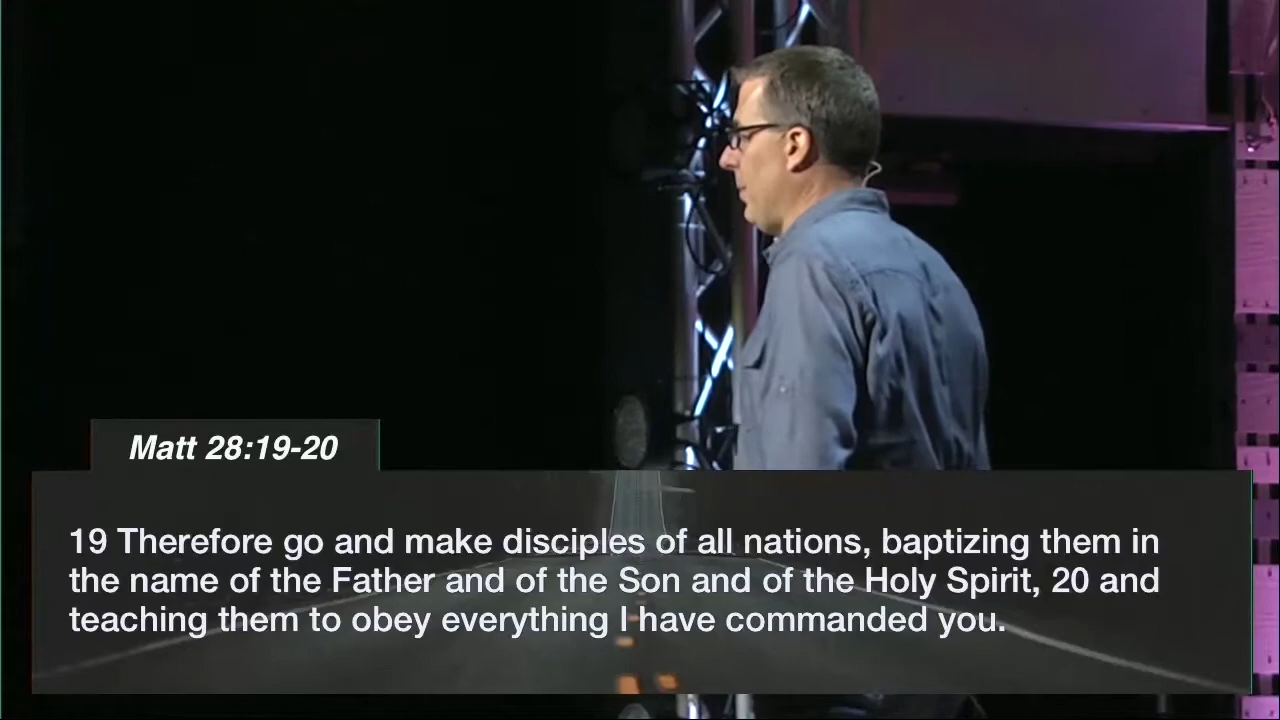 Matt 28:19-20
19 Therefore go and make disciples of all nations, baptizing them in
the name of the Father and of the Son and of the Holy Spirit, 20 and
teaching them to obey everything I have commanded you.